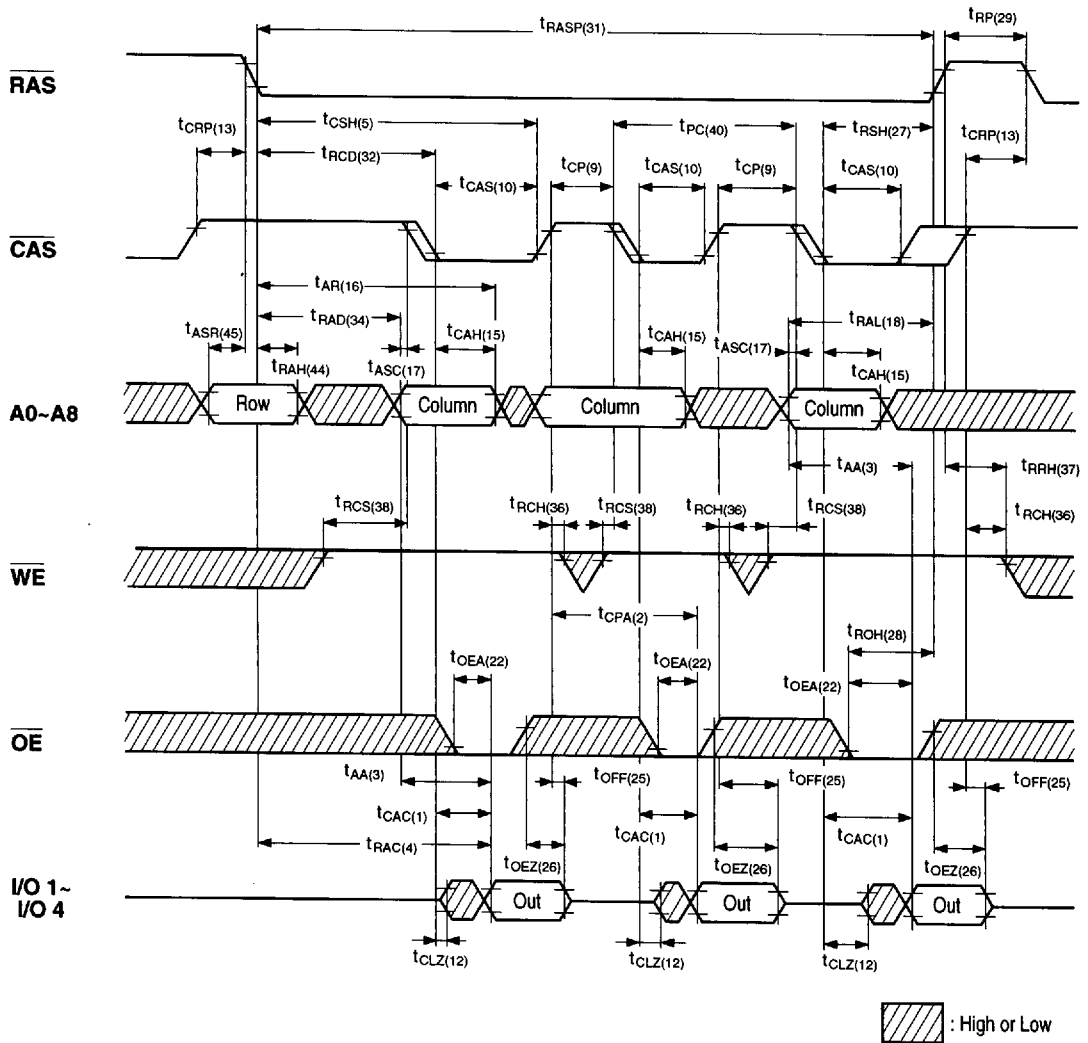 tRASP(31)
tRP(29)
RAS
tCRP(13)
tCSH(5)
tPC(40)
tRSH(27)
tCRP(13)
tRCD(32)
tCAS(10)
tCP(9)
tCAS(10)
tCP(9)
tCAS(10)
CAS
tAR(16)
tASR(45)
tRAD(34)
tCAH(15)
tCAH(15)
tRAL(18)
tRAH(44)
tASC(17)
tASC(17)
tCAH(15)
A0~A8
Row
Column
Column
Column
tAA(3)
tRRH(37)
tRCS(38)
tRCH(36)
tRCS(38)
tRCH(36)
tRCS(38)
tRCH(36)
WE
tCPA(2)
tROH(28)
tOEA(22)
tOEA(22)
tOEA(22)
OE
tAA(3)
tOFF(25)
tOFF(25)
tOFF(25)
tCAC(1)
tCAC(1)
tCAC(1)
tRAC(4)
tOEZ(26)
tOEZ(26)
tOEZ(26)
I/O 1~
I/O 4
Out
Out
Out
tCLZ(12)
tCLZ(12)
tCLZ(12)
: High or Low